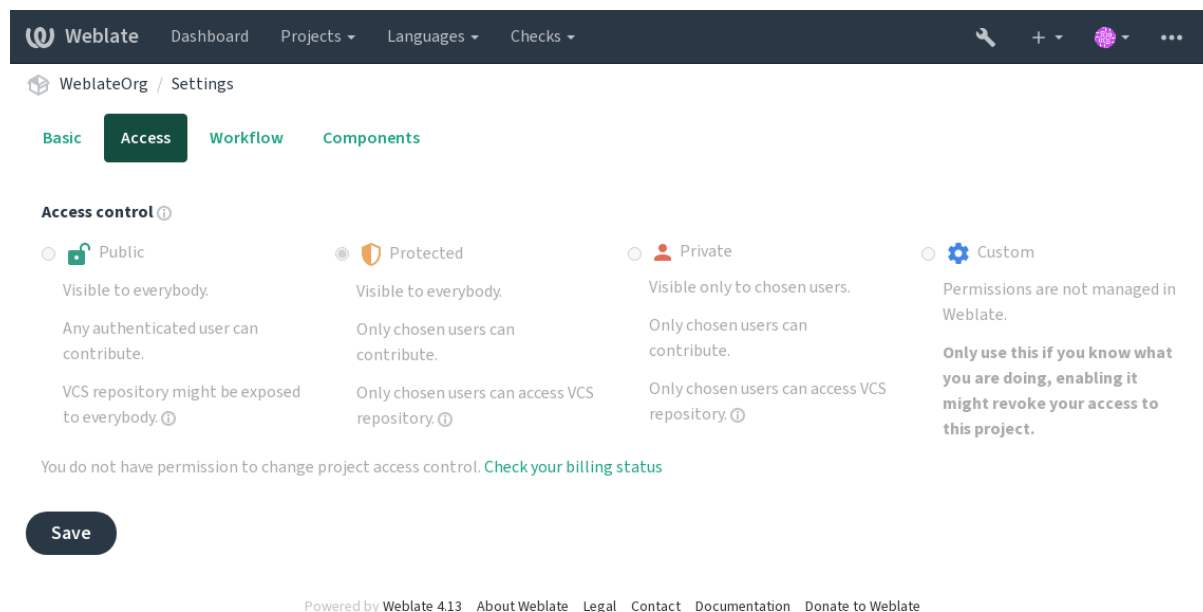 Weblate Dashboard Projects Languages Checks
WeblateOrg / Settings
Basic Access Workflow Components
Access control
Public
Visible to everybody.
Any authenticated user can
contribute.
VCS repository might be exposed
to everybody.
Protected
Visible to everybody.
Only chosen users can
contribute.
Only chosen users can access VCS
repository.
Private
Visible only to chosen users.
Only chosen users can
contribute.
Only chosen users can access VCS
repository.
Custom
Permissions are not managed in
Weblate.
Only use this if you know what
you are doing, enabling it
might revoke your access to
this project.
You do not have permission to change project access control. Check your billing status
Save
Powered by Weblate 4.13 About Weblate Legal Contact Documentation Donate to Weblate